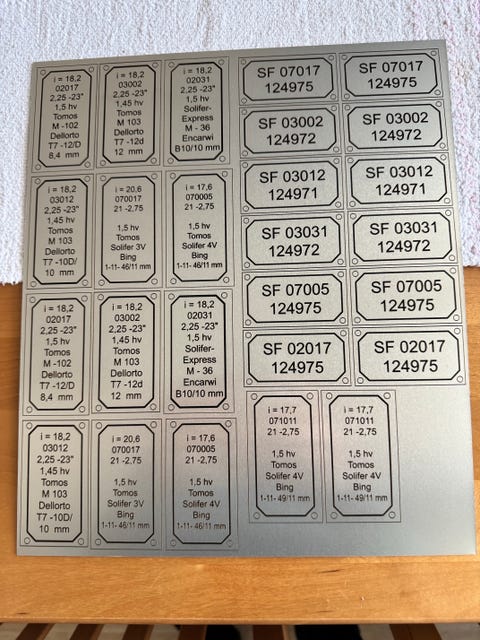 i = 18,2
02017
2,25 -23"
1,5 hv
Tomos
M -102
Dellorto
T7 -12/D
8,4 mm
i = 18,2
03002
2,25 -23"
1,45 hv
Tomos
M 103
Dellorto
T7 -12d
12 mm
i = 18,2
02031
2,25 -23"
1,5 hv
Solifer-
Express
M - 36
Encarwi
B10/10 mm
SF 07017
124975
SF 07017
124975
SF 03002
124972
SF 03002
124972
i = 18,2
03012
2,25 -23"
1,45 hv
Tomos
M 103
Dellorto
T7 -10D/
10 mm
i = 20,6
070017
21 -2,75
1,5 hv
Tomos
Solifer 3V
Bing
1-11- 46/11 mm
i = 17,6
070005
21 -2,75
1,5 hv
Tomos
Solifer 4V
Bing
1-11- 46/11 mm
SF 03012
124971
SF 03012
124971
SF 03031
124972
SF 03031
124972
i = 18,2
02017
2,25 -23"
1,5 hv
Tomos
M -102
Dellorto
T7 -12/D
8,4 mm
i = 18,2
03002
2,25 -23"
1,45 hv
Tomos
M 103
Dellorto
T7 -12d
12 mm
i = 18,2
02031
2,25 -23"
1,5 hv
Solifer-
Express
M - 36
Encarwi
B10/10 mm
SF 07005
124975
SF 07005
124975
SF 02017
124975
SF 02017
124975
i = 18,2
03012
2,25 -23"
1,45 hv
Tomos
M 103
Dellorto
T7 -10D/
10 mm
i = 20,6
070017
21 -2,75
1,5 hv
Tomos
Solifer 3V
Bing
1-11- 46/11 mm
i = 17,6
070005
21 -2,75
1,5 hv
Tomos
Solifer 4V
Bing
1-11- 46/11 mm
i = 17,7
071011
21 -2,75
1,5 hv
Tomos
Solifer 4V
Bing
1-11- 49/11 mm
i = 17,7
071011
21 -2,75
1,5 hv
Tomos
Solifer 4V
Bing
1-11- 49/11 mm